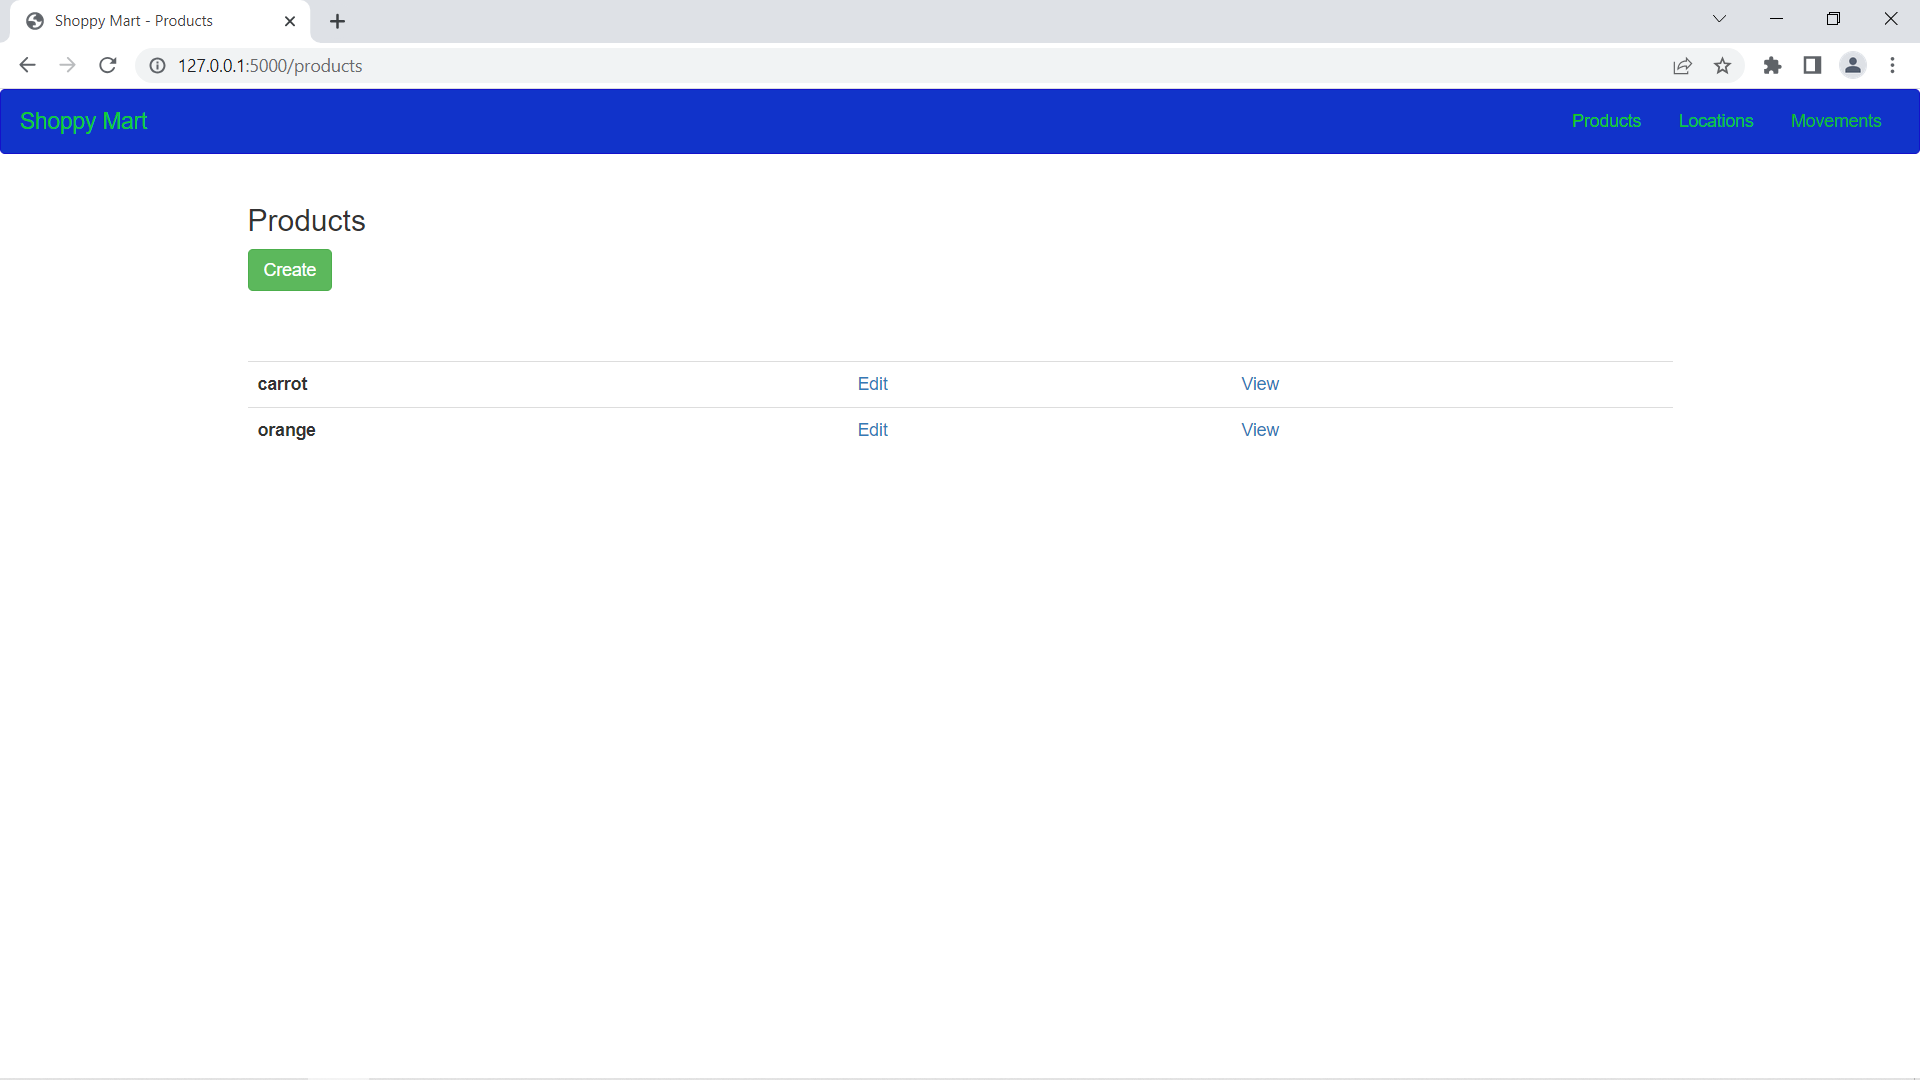 Shoppy Mart - Products
127.0.0.1:5000/products
Shoppy Mart Products Locations Movements
Products
Create
carrot Edit View
orange Edit View